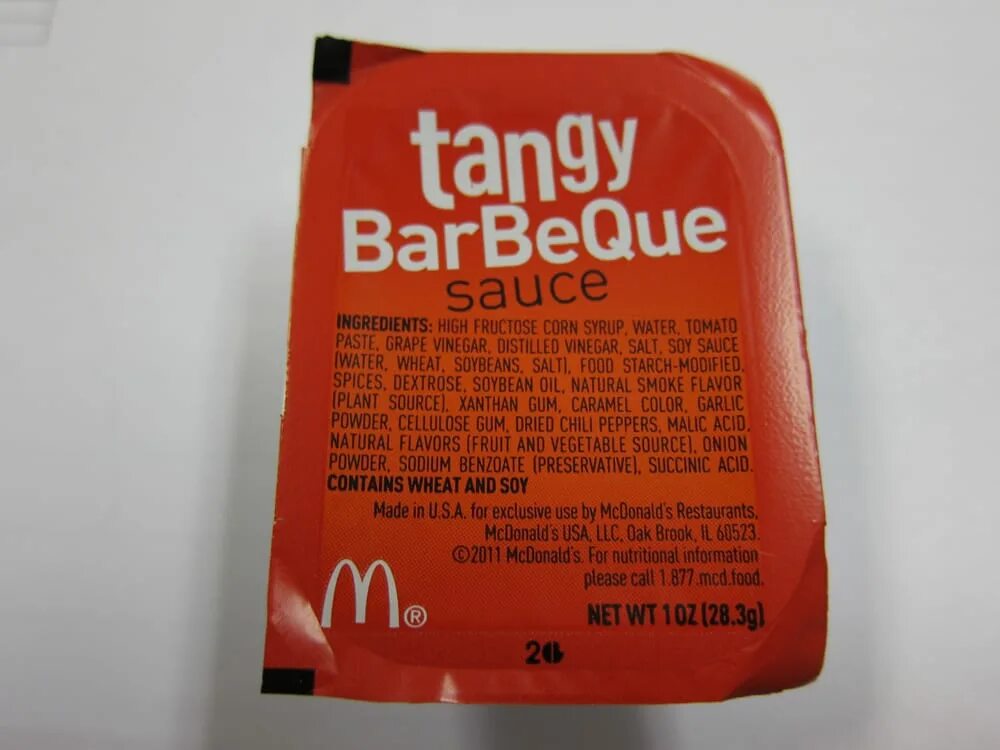 tangy
BarBeQue
sauce
INGREDIENTS: HIGH FRUCTOSE CORN SYRUP, WATER, TOMATO
PASTE, GRAPE VINEGAR, DISTILLED VINEGAR, SALT, SOY SAUCE
(WATER, WHEAT, SOYBEANS, SALT), FOOD STARCH-MODIFIED,
SPICES, DEXTROSE, SOYBEAN OIL, NATURAL SMOKE FLAVOR
(PLANT SOURCE), XANTHAN GUM, CARAMEL COLOR, GARLIC
POWDER, CELLULOSE GUM, DRIED CHILI PEPPERS, MALIC ACID,
NATURAL FLAVORS (FRUIT AND VEGETABLE SOURCE), ONION
POWDER, SODIUM BENZOATE (PRESERVATIVE), SUCCINIC ACID.
CONTAINS WHEAT AND SOY
Made in U.S.A. for exclusive use by McDonald's Restaurants,
McDonald's USA, LLC, Oak Brook, IL 60523.
©2011 McDonald's. For nutritional information
please call 1.877.mcd.food.
M®
NET WT 1 OZ (28.3g)
2